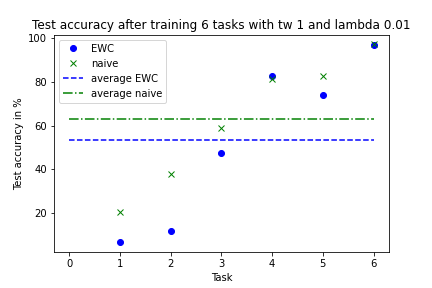 Test accuracy after training 6 tasks with tw 1 and lambda 0.01
EWC
naive
average EWC
average naive
Test accuracy in %
100
80
60
40
20
0 1 2 3 4 5 6
Task